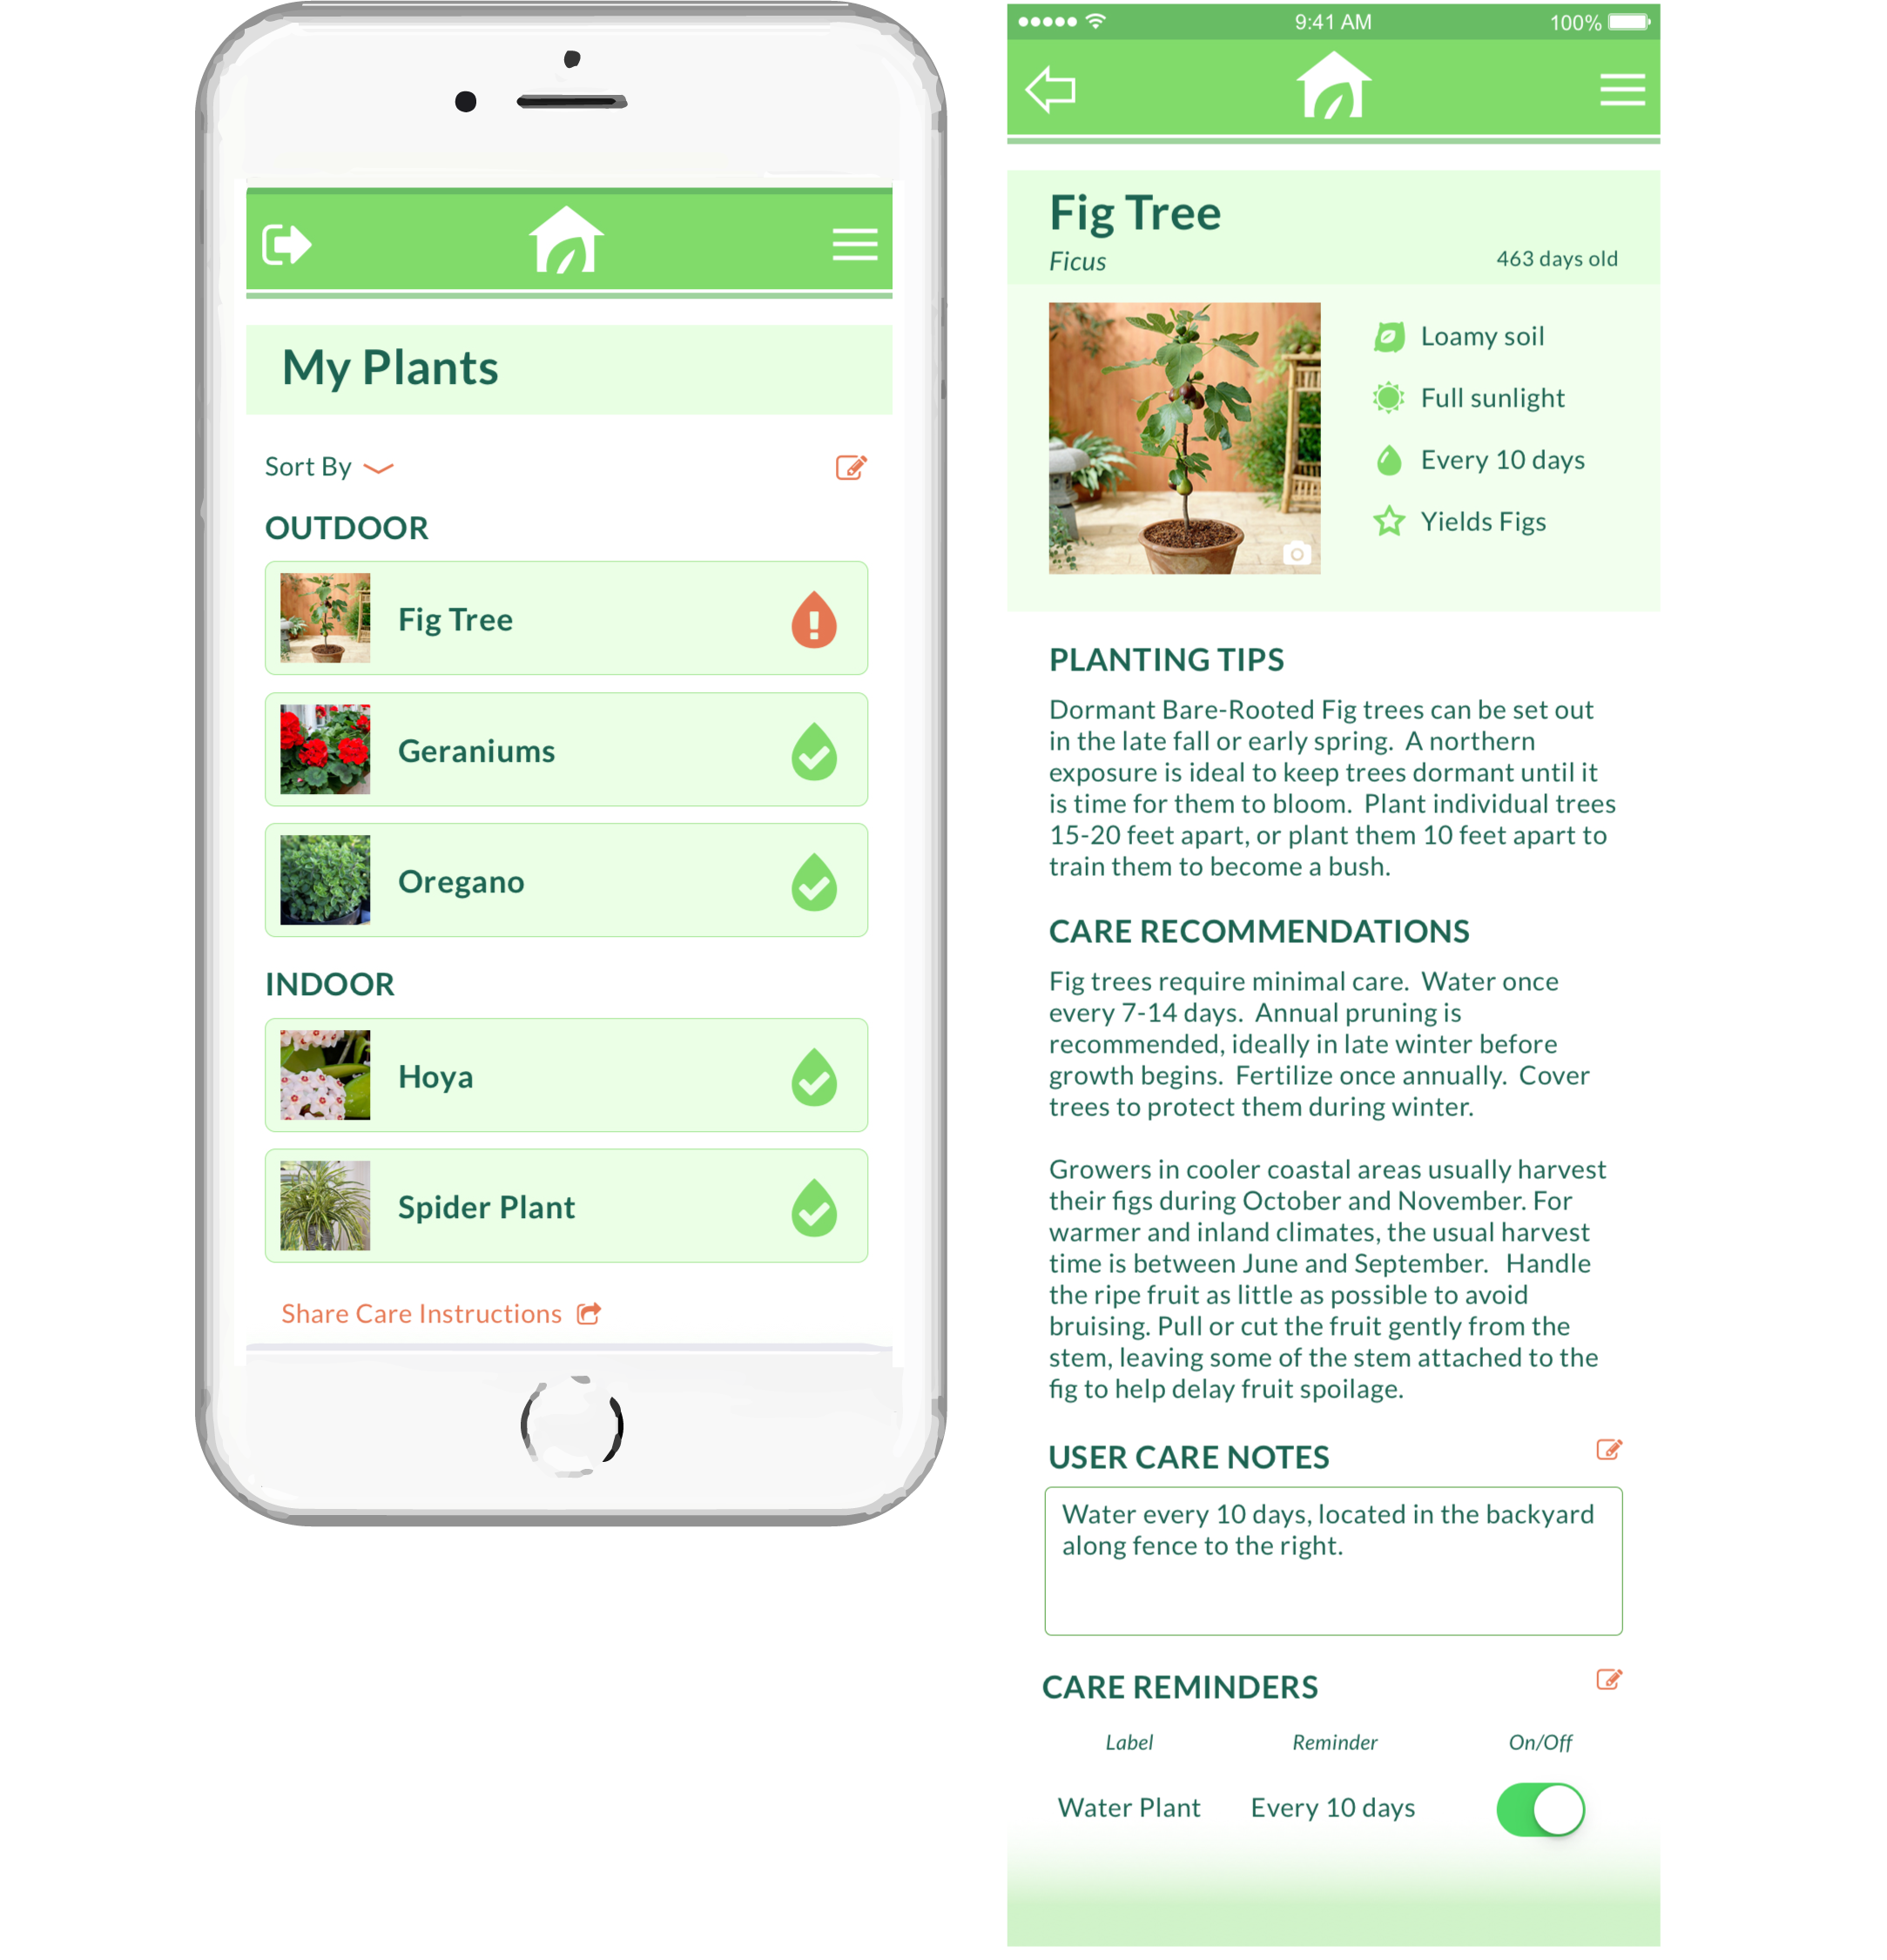 My Plants
Sort By
OUTDOOR
Fig Tree
Geraniums
Oregano
INDOOR
Hoya
Spider Plant
Share Care Instructions
9:41 AM
100%
Fig Tree
Ficus
463 days old
Loamy soil
Full sunlight
Every 10 days
Yields Figs
PLANTING TIPS
Dormant Bare-Rooted Fig trees can be set out
in the late fall or early spring.  A northern
exposure is ideal to keep trees dormant until it
is time for them to bloom.  Plant individual trees
15-20 feet apart, or plant them 10 feet apart to
train them to become a bush.
CARE RECOMMENDATIONS
Fig trees require minimal care.  Water once
every 7-14 days.  Annual pruning is
recommended, ideally in late winter before
growth begins.  Fertilize once annually.  Cover
trees to protect them during winter.
Growers in cooler coastal areas usually harvest
their figs during October and November. For
warmer and inland climates, the usual harvest
time is between June and September.   Handle
the ripe fruit as little as possible to avoid
bruising. Pull or cut the fruit gently from the
stem, leaving some of the stem attached to the
fig to help delay fruit spoilage.
USER CARE NOTES
Water every 10 days, located in the backyard
along fence to the right.
CARE REMINDERS
Label Reminder On/Off
Water Plant Every 10 days